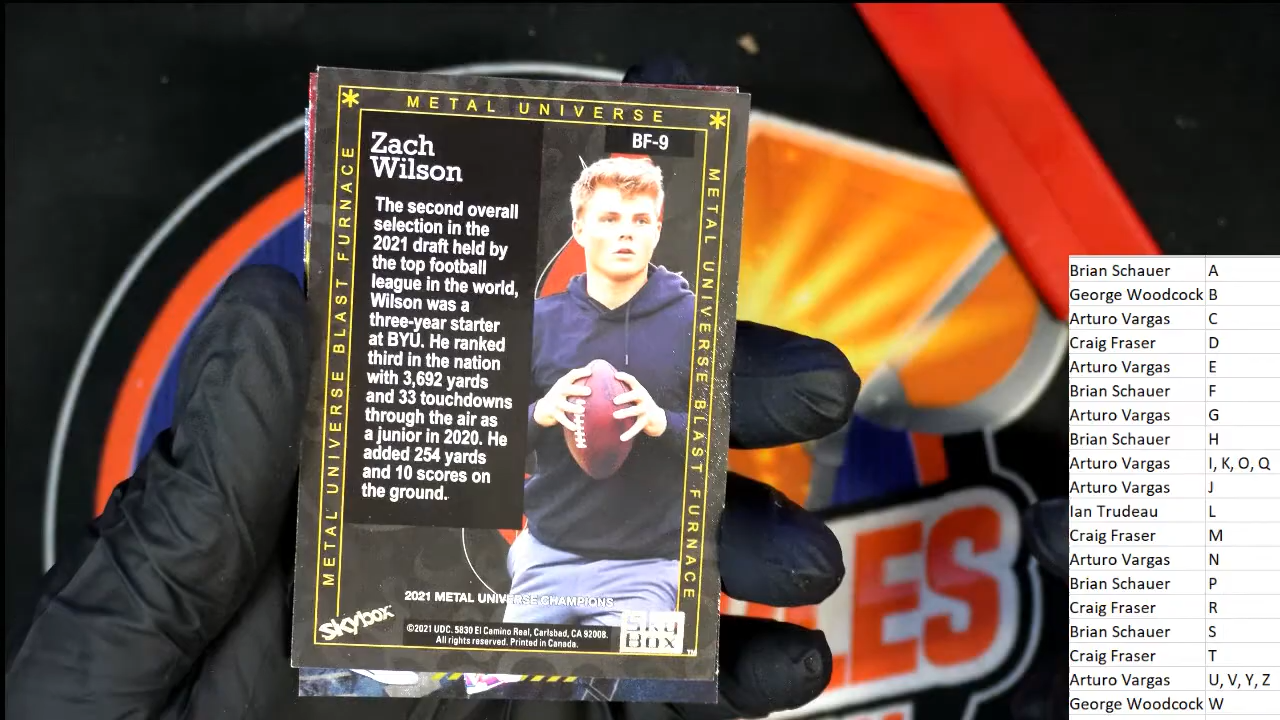 METAL UNIVERSE
BF-9
Zach
Wilson
The second overall
selection in the
2021 draft held by
the top football
league in the world,
Wilson was a
three-year starter
at BYU. He ranked
third in the nation
with 3,692 yards
and 33 touchdowns
through the air as
a junior in 2020. He
added 254 yards
and 10 scores on
the ground.
METAL UNIVERSE BLAST FURNACE
METAL UNIVERSE BLAST FURNACE
2021 METAL UNIVERSE CHAMPIONS
skybox
©2021 UDC. 5830 El Camino Real, Carlsbad, CA 92008.
All rights reserved. Printed in Canada.
SKY
BOX
TM
LES
Brian Schauer A
George Woodcock B
Arturo Vargas C
Craig Fraser D
Arturo Vargas E
Brian Schauer F
Arturo Vargas G
Brian Schauer H
Arturo Vargas I, K, O, Q
Arturo Vargas J
Ian Trudeau L
Craig Fraser M
Arturo Vargas N
Brian Schauer P
Craig Fraser R
Brian Schauer S
Craig Fraser T
Arturo Vargas U, V, Y, Z
George Woodcock W